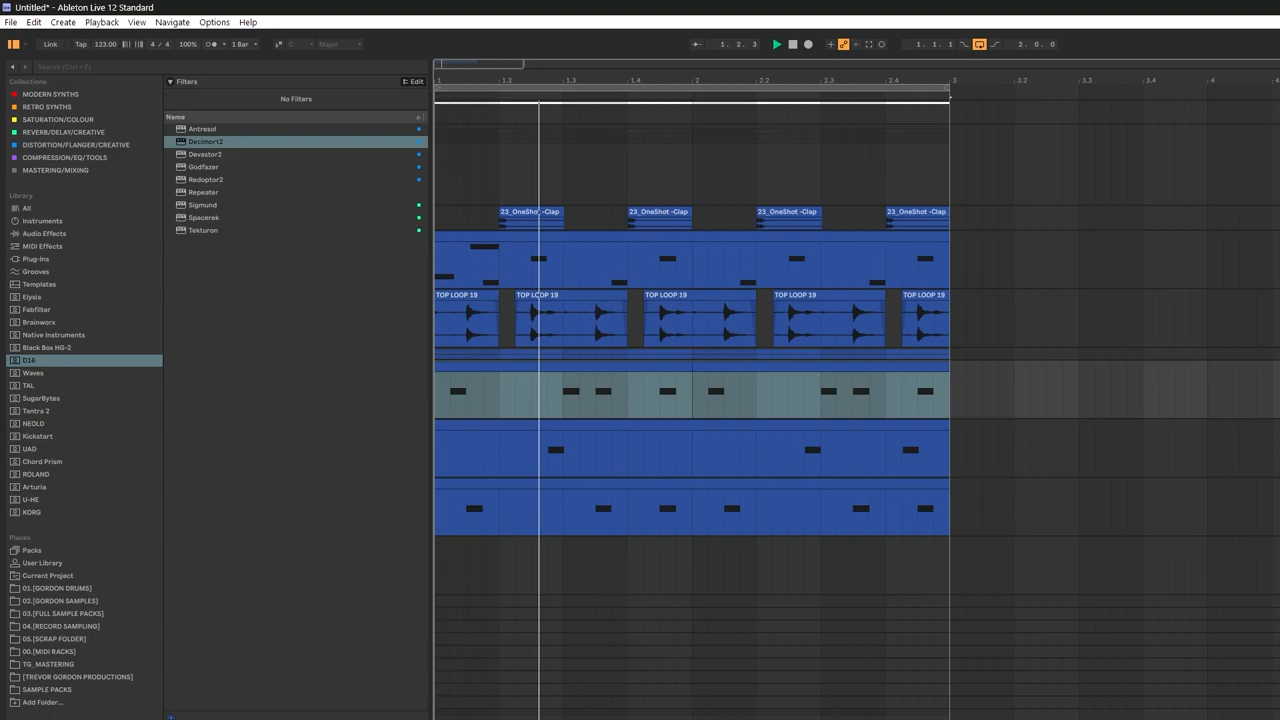 Untitled* - Ableton Live 12 Standard
File Edit Create Playback View Navigate Options Help
Link Tap 123.00 4 / 4 100% 1 Bar C Major 1. 2. 3 1. 1. 1 2. 0. 0
Search (Ctrl + F)
Collections
MODERN SYNTHS
RETRO SYNTHS
SATURATION/COLOUR
REVERB/DELAY/CREATIVE
DISTORTION/FLANGER/CREATIVE
COMPRESSION/EQ/TOOLS
MASTERING/MIXING
Library
All
Instruments
Audio Effects
MIDI Effects
Plug-Ins
Grooves
Templates
Elysia
Fabfilter
Brainworx
Native Instruments
Black Box HG-2
D16
Waves
TAL
SugarBytes
Tantra 2
NEOLD
Kickstart
UAD
Chord Prism
ROLAND
Arturia
U-HE
KORG
Places
Packs
User Library
Current Project
01.[GORDON DRUMS]
02.[GORDON SAMPLES]
03.[FULL SAMPLE PACKS]
04.[RECORD SAMPLING]
05.[SCRAP FOLDER]
00.[MIDI RACKS]
TG_MASTERING
[TREVOR GORDON PRODUCTIONS]
SAMPLE PACKS
Add Folder...
Filters Edit
No Filters
Name
Antresol
Decimort2
Devastor2
Godfazer
Redoptor2
Repeater
Sigmund
Spacerek
Tekturon
1 1.2 1.3 1.4 2 2.2 2.3 2.4 3 3.2 3.3 3.4 4 4.
23_OneShot -Clap 23_OneShot -Clap 23_OneShot -Clap 23_OneShot -Clap
TOP LOOP 19 TOP LOOP 19 TOP LOOP 19 TOP LOOP 19 TOP LOOP 19